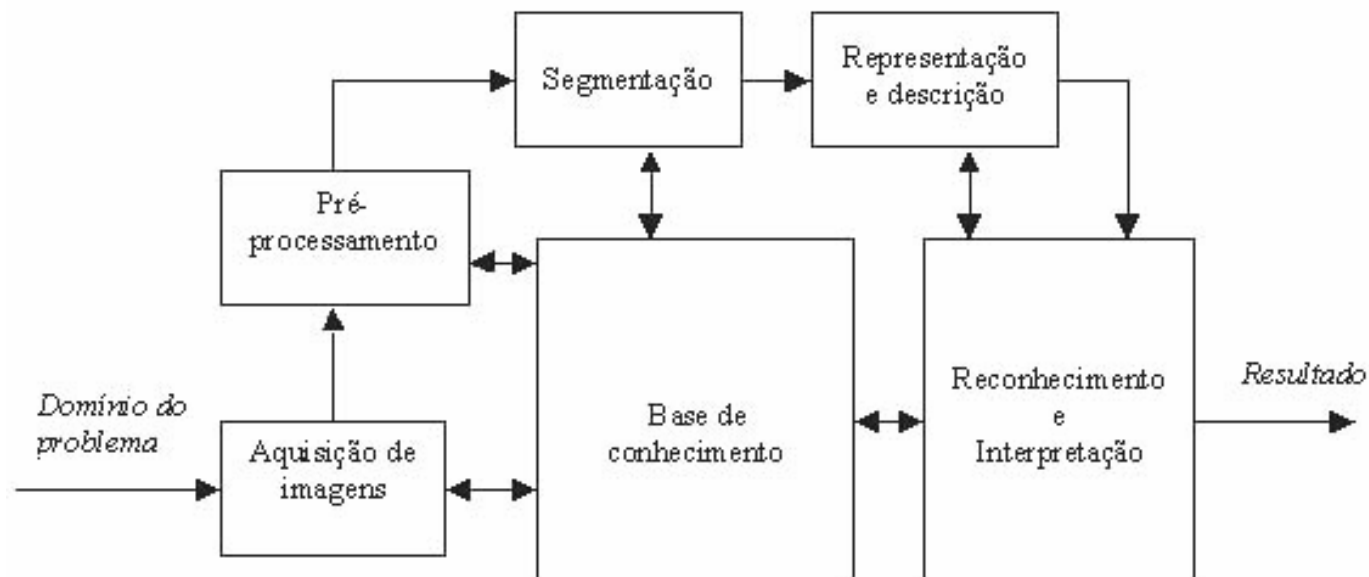 Segmentação
Representação
e descrição
Pré-
processamento
Domínio do
problema
Aquisição de
imagens
Base de
conhecimento
Reconhecimento
e
Interpretação
Resultado